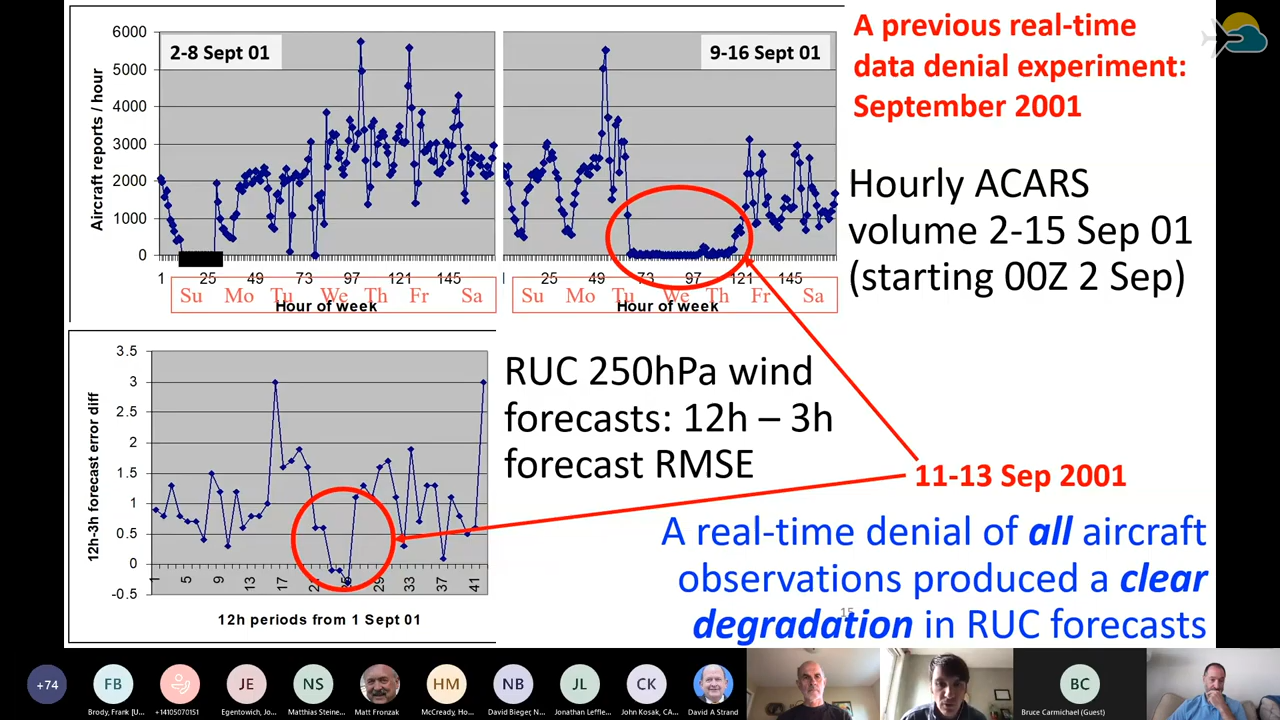 A previous real-time
data denial experiment:
September 2001
6000
5000
4000
3000
2000
1000
0
Aircraft reports / hour
2-8 Sept 01
9-16 Sept 01
1 25 49 73 97 121 145
Su Mo Tu We Th Fr Sa
Hour of week
1 25 49 73 97 121 145
Su Mo Tu We Th Fr Sa
Hour of week
Hourly ACARS
volume 2-15 Sep 01
(starting 00Z 2 Sep)
3.5
3
2.5
2
1.5
1
0.5
0
-0.5
12h-3h forecast error diff
1 5 9 13 17 21 25 29 33 37 41
12h periods from 1 Sept 01
RUC 250hPa wind
forecasts: 12h – 3h
forecast RMSE
11-13 Sep 2001
A real-time denial of all aircraft
observations produced a clear
degradation in RUC forecasts
15
+74
FB
JE
NS
HM
NB
JL
CK
BC
Brody, Frank [U...
+14105070151
Egentowich, Jo...
Matthias Steine...
Matt Fronzak
McCready, Ho...
David Bieger, N...
Jonathan Leffle...
John Kosak, CA...
David A Strand
Bruce Carmichael (Guest)